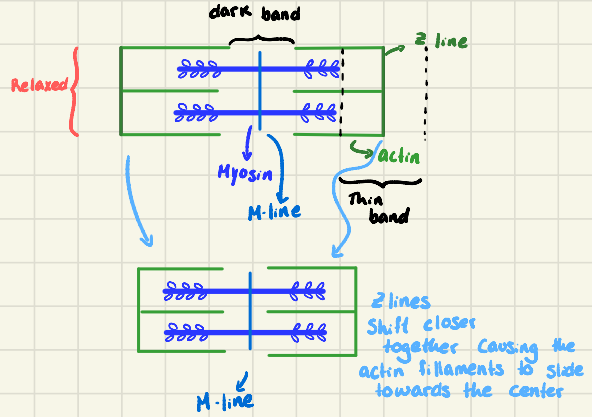 dark band
Z line
Relaxed
actin
Myosin
M-line
Thin
band
Z lines
Shift closer
together causing the
actin fillaments to slide
towards the center
M-line